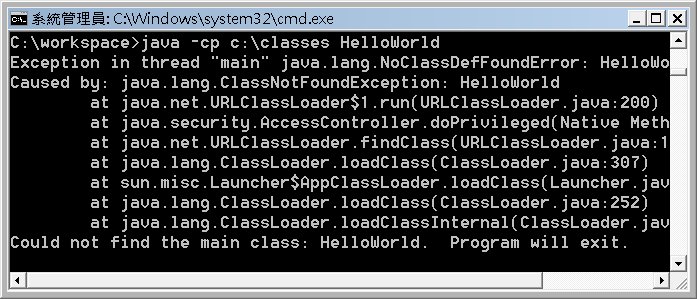 系統管理員: C:\Windows\system32\cmd.exe
C:\workspace>java -cp c:\classes HelloWorld
Exception in thread "main" java.lang.NoClassDefFoundError: HelloWo
Caused by: java.lang.ClassNotFoundException: HelloWorld
        at java.net.URLClassLoader$1.run(URLClassLoader.java:200)
        at java.security.AccessController.doPrivileged(Native Meth
        at java.net.URLClassLoader.findClass(URLClassLoader.java:1
        at java.lang.ClassLoader.loadClass(ClassLoader.java:307)
        at sun.misc.Launcher$AppClassLoader.loadClass(Launcher.jav
        at java.lang.ClassLoader.loadClass(ClassLoader.java:252)
        at java.lang.ClassLoader.loadClassInternal(ClassLoader.jav
Could not find the main class: HelloWorld.  Program will exit.